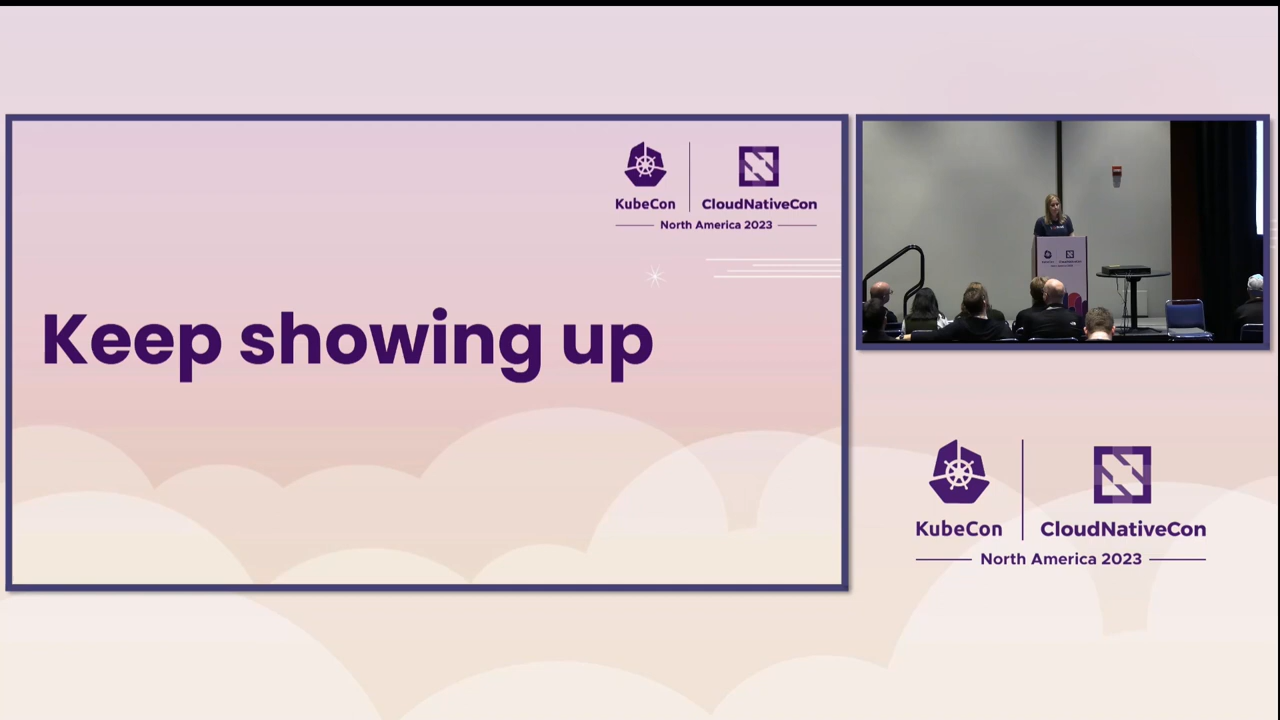 KubeCon
CloudNativeCon
North America 2023
Keep showing up
KubeCon
CloudNativeCon
North America 2023